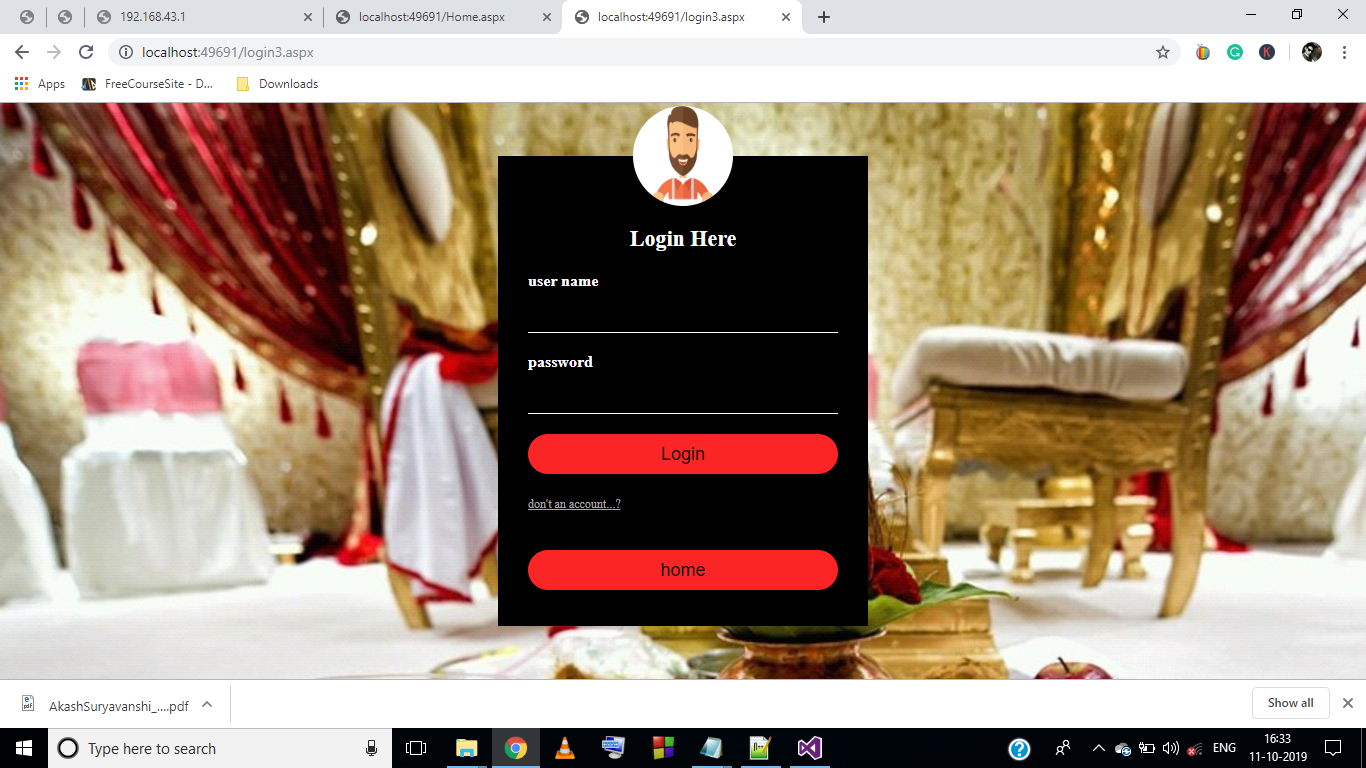 192.168.43.1
localhost:49691/Home.aspx
localhost:49691/login3.aspx
localhost:49691/login3.aspx
Apps
FreeCourseSite - D...
Downloads
Login Here
user name
password
Login
don't an account...?
home
AkashSuryavanshi_....pdf
Show all
Type here to search
ENG
16:33
11-10-2019